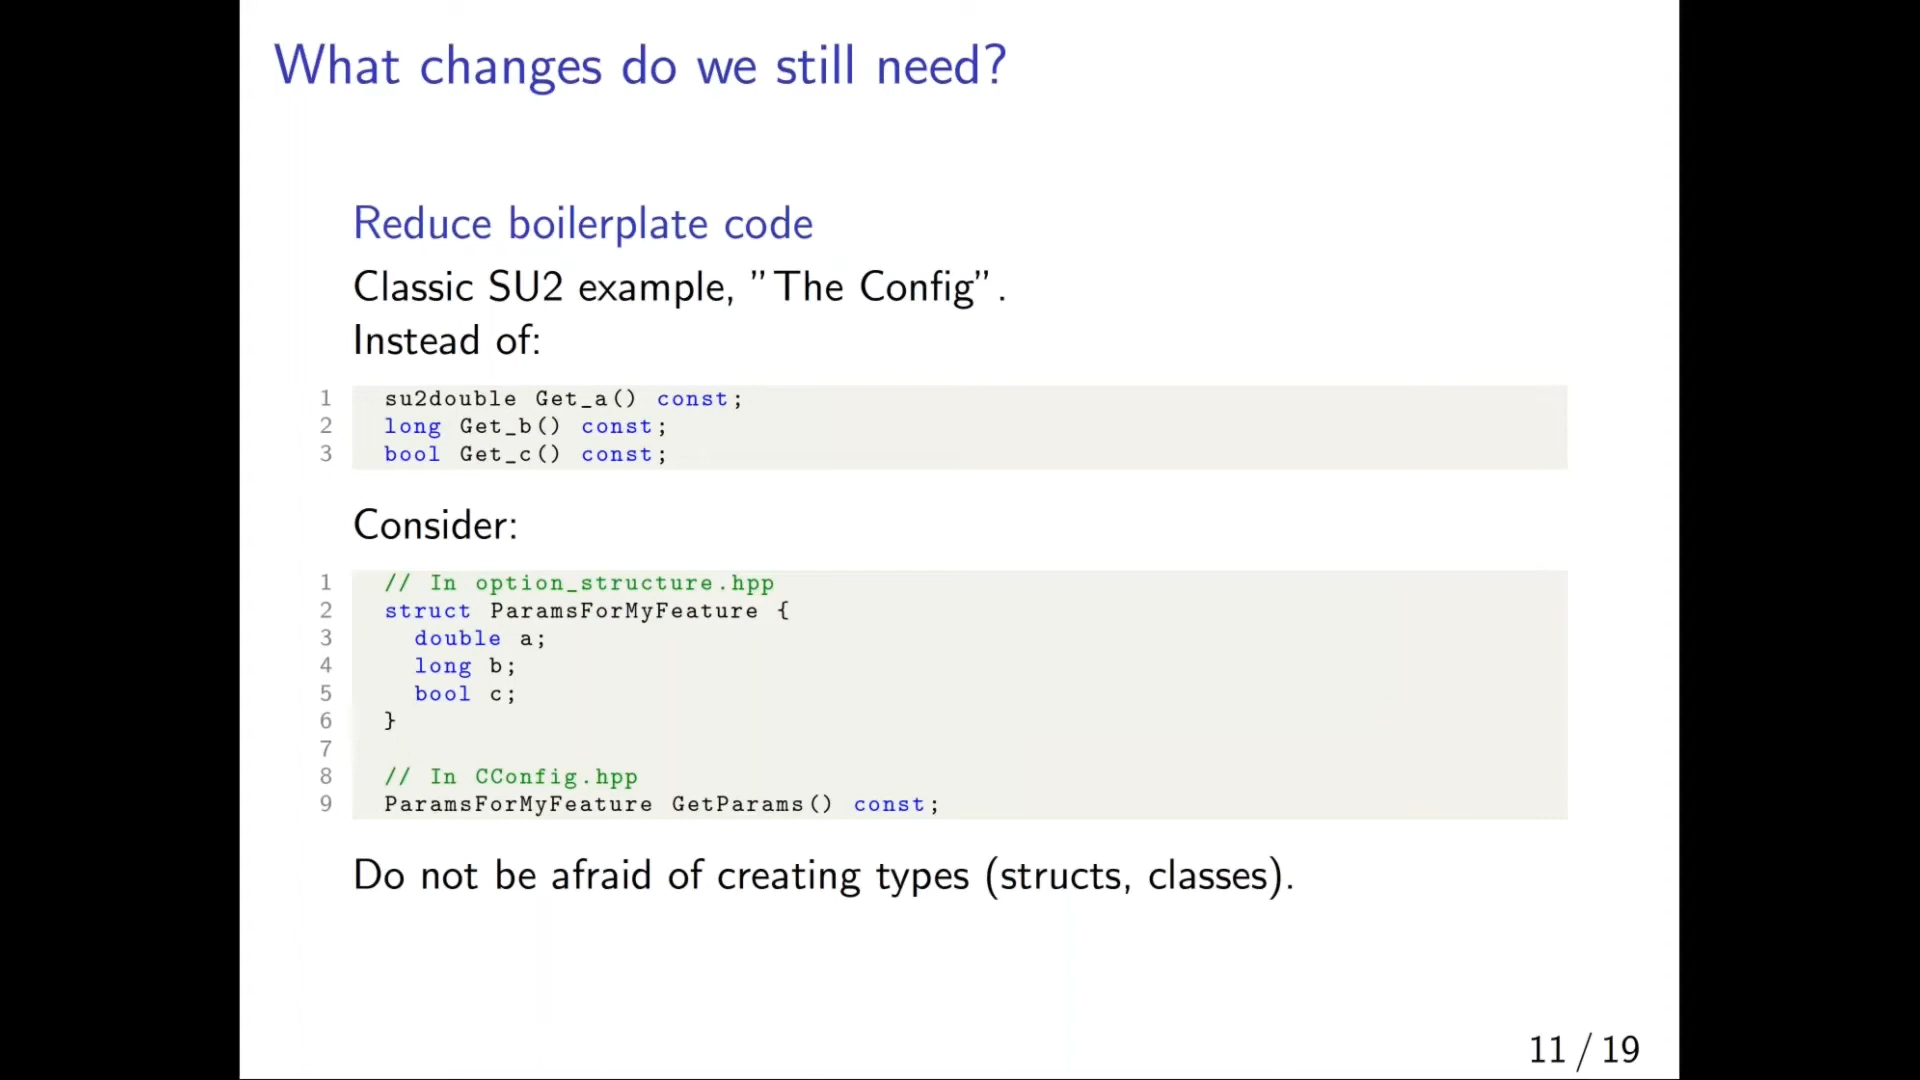 What changes do we still need?
Reduce boilerplate code
Classic SU2 example, ”The Config”.
Instead of:
1 su2double Get_a() const;
2 long Get_b() const;
3 bool Get_c() const;
Consider:
1 // In option_structure.hpp
2 struct ParamsForMyFeature {
3 double a;
4 long b;
5 bool c;
6 }
7
8 // In CConfig.hpp
9 ParamsForMyFeature GetParams() const;
Do not be afraid of creating types (structs, classes).
11 / 19